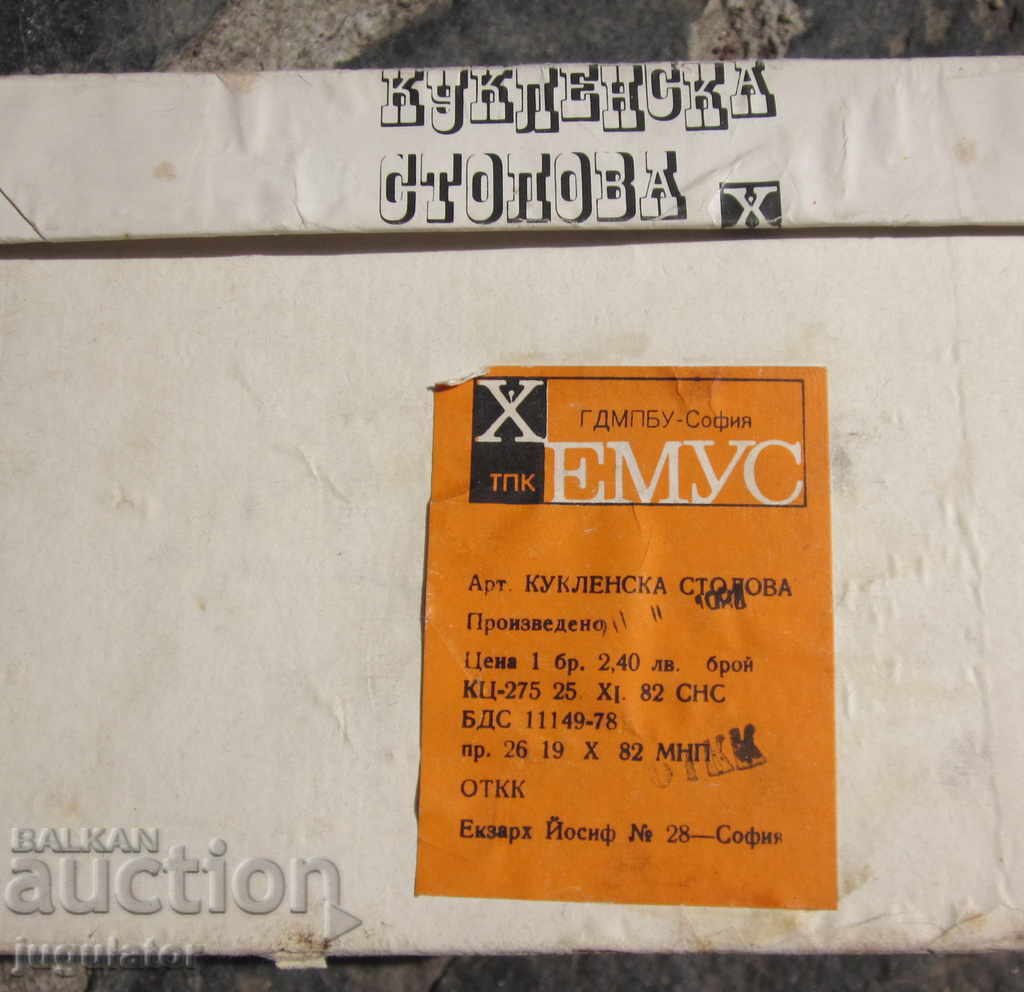 КУКЛЕНСКА
СТОЛОВА Х
Х
ГДМПБУ-София
ТПК ЕМУС
Арт. КУКЛЕНСКА СТОЛОВА
Произведено
Цена 1 бр. 2,40 лв. брой
КЦ-275 25 XI. 82 СНС
БДС 11149-78
пр. 26 19 X 82 МНП
ОТКК
ОТКК
Екзарх Йосиф № 28—София
BALKAN
auction
jugulator